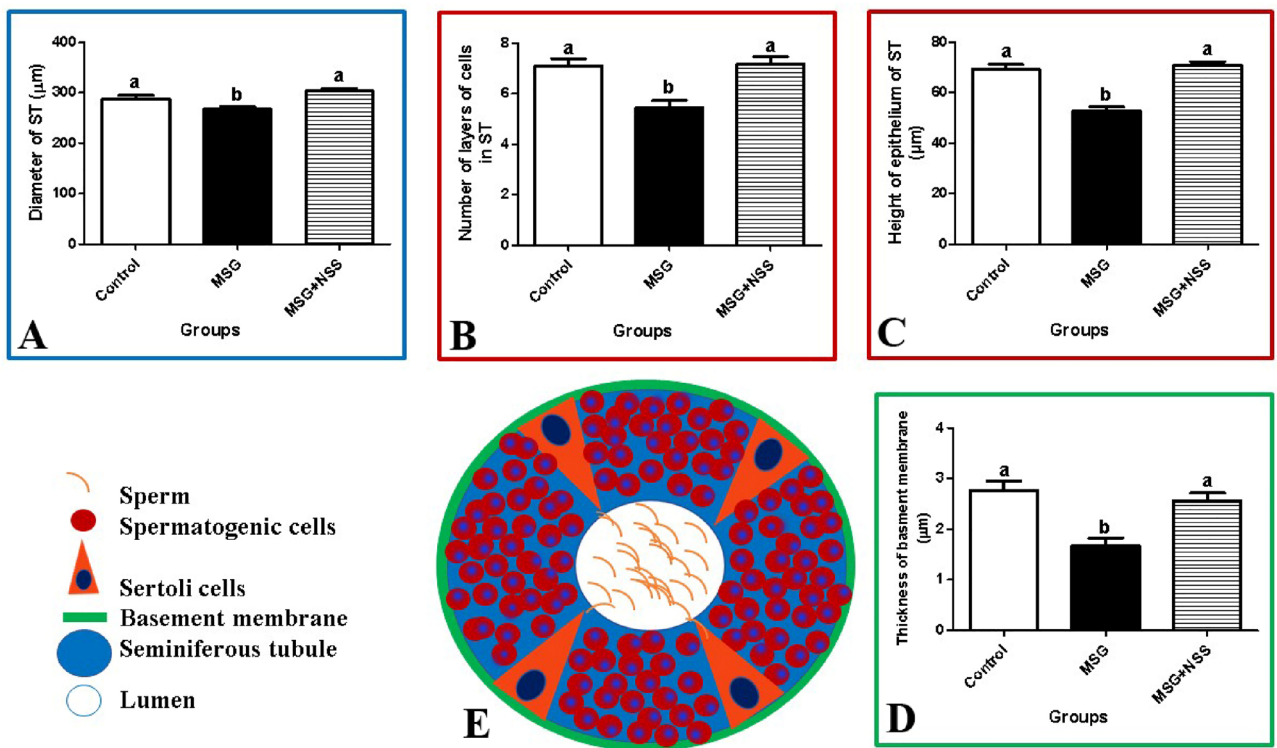 400
300
200
100
0
Diameter of ST (µm)
a
b
a
Control
MSG
MSG+NSS
Groups
A
8
6
4
2
0
Number of layers of cells
in ST
a
b
a
Control
MSG
MSG+NSS
Groups
B
80
60
40
20
0
Height of epithelium of ST
(µm)
a
b
a
Control
MSG
MSG+NSS
Groups
C
Sperm
Spermatogenic cells
Sertoli cells
Basement membrane
Seminiferous tubule
Lumen
E
4
3
2
1
0
Thickness of basment membrane
(µm)
a
b
a
Control
MSG
MSG+NSS
Groups
D